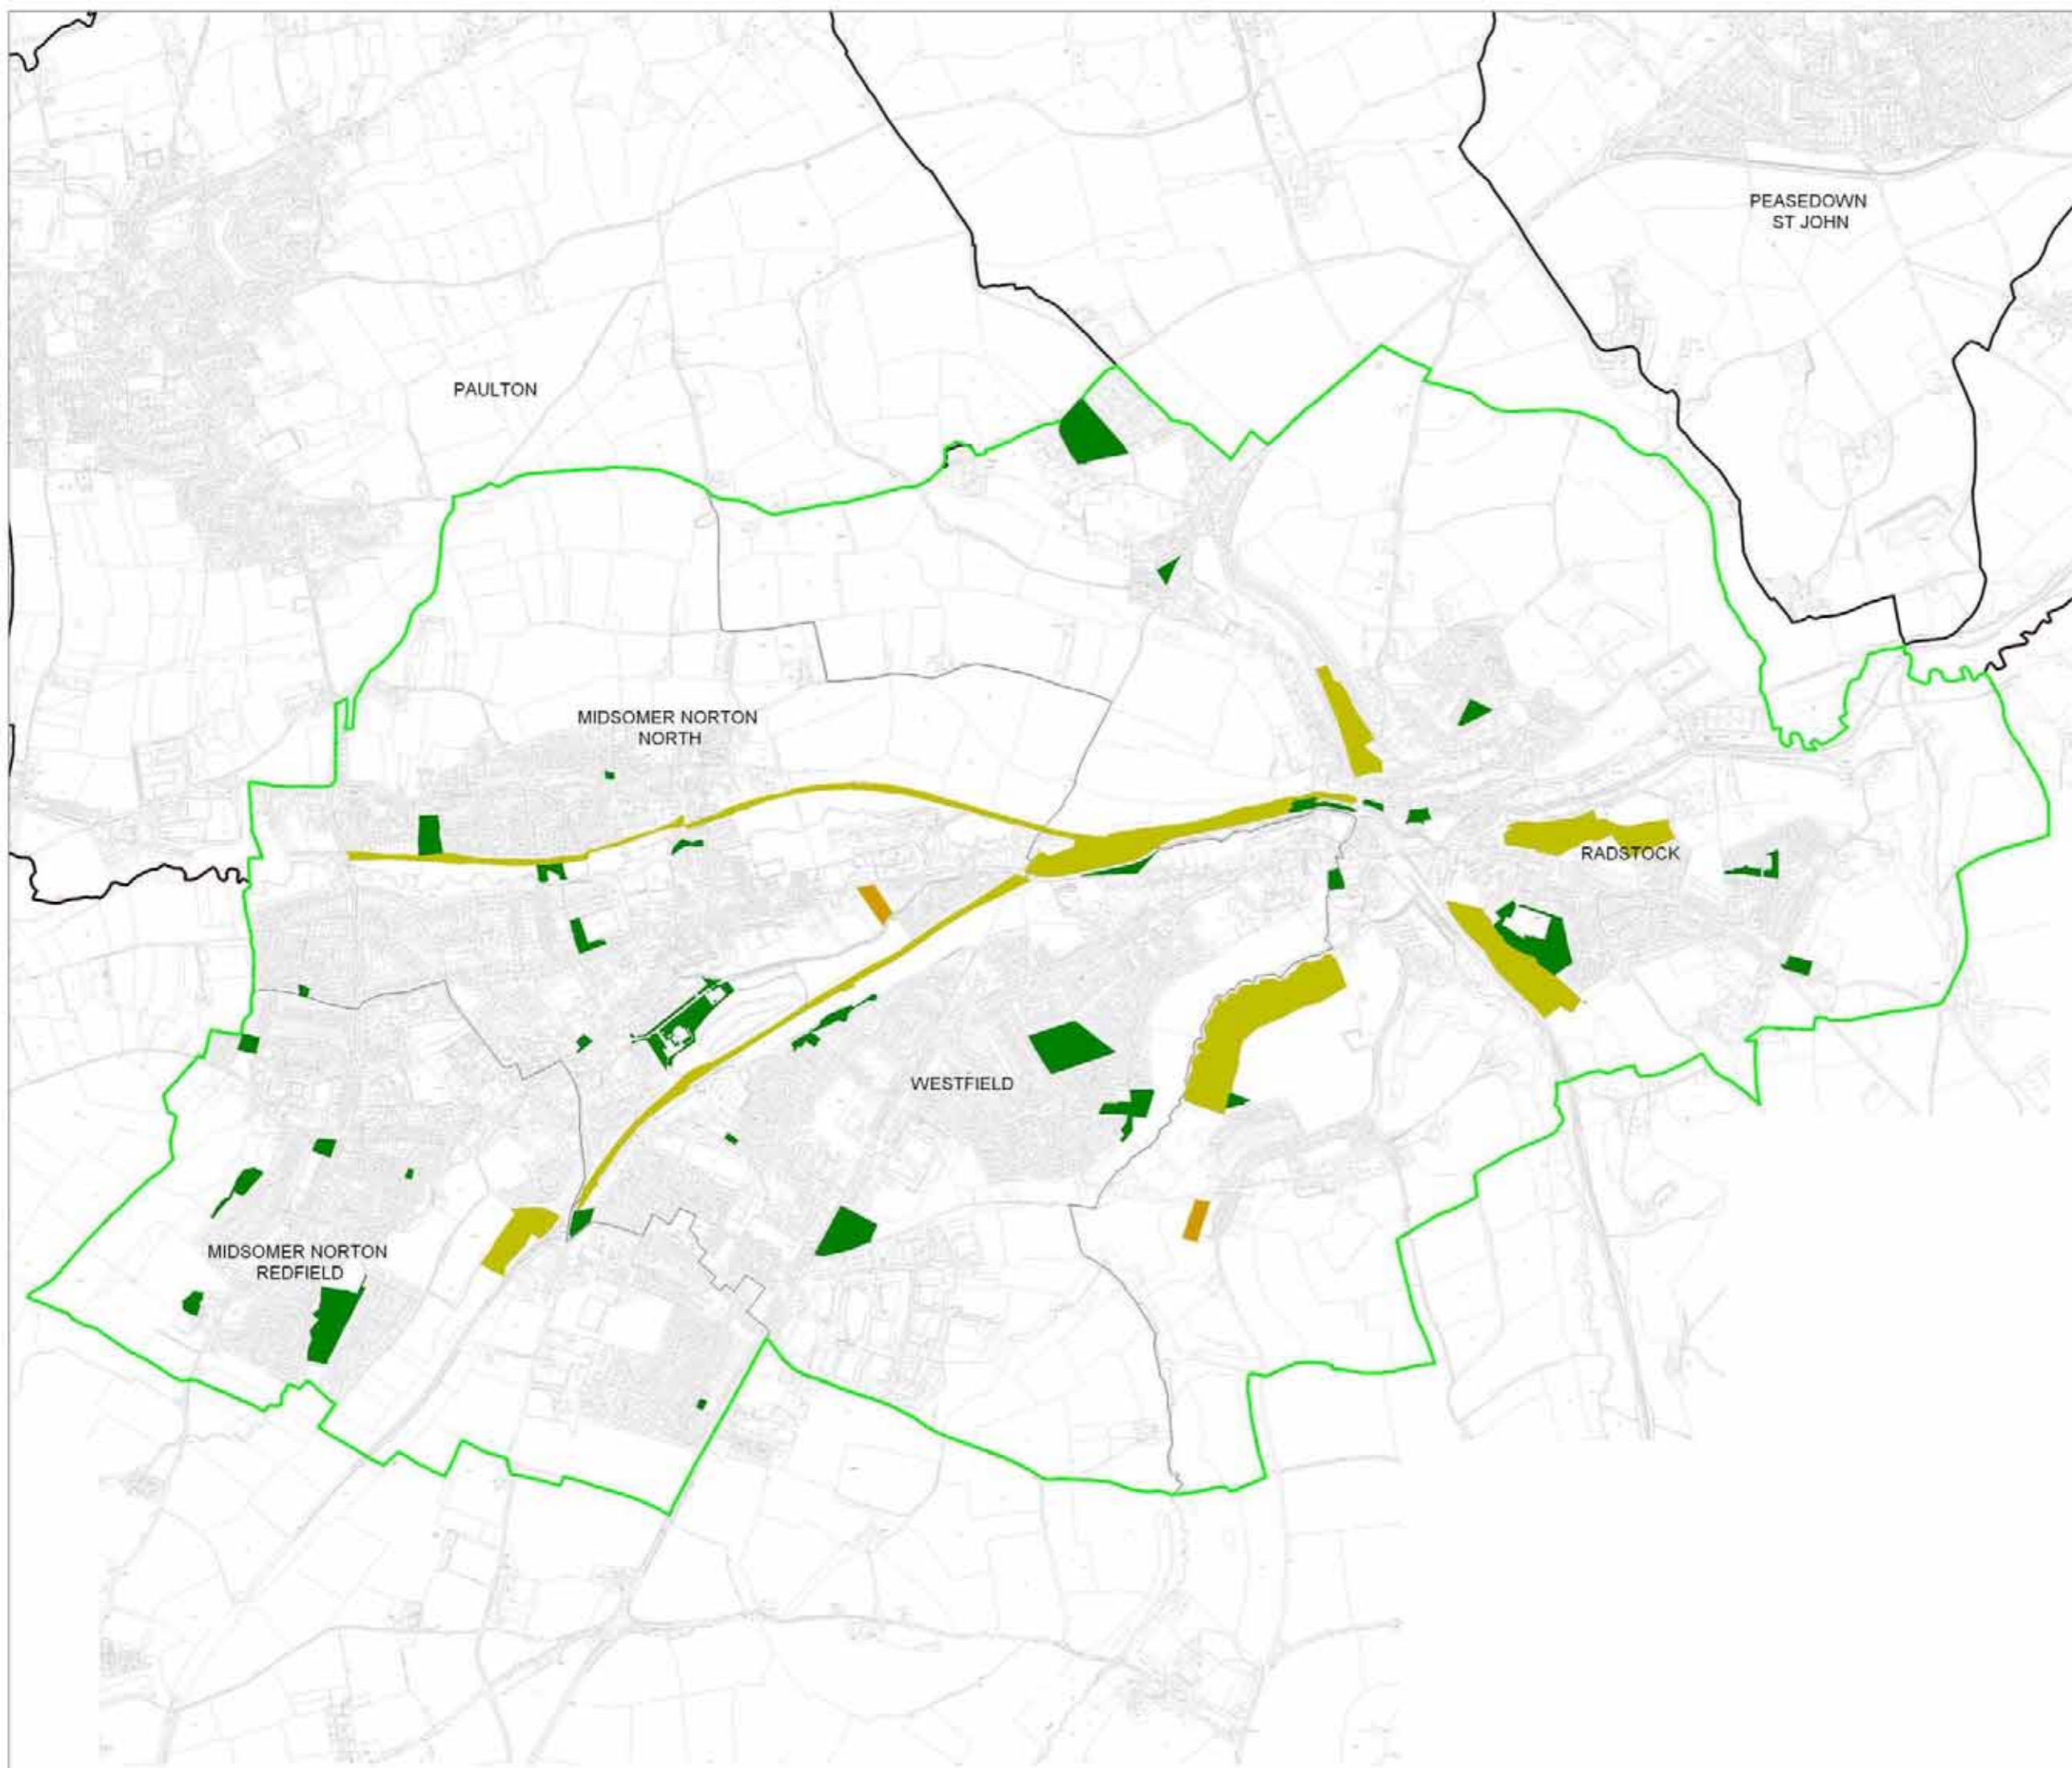 PEASEDOWN
ST JOHN
PAULTON
MIDSOMER NORTON
NORTH
RADSTOCK
WESTFIELD
MIDSOMER NORTON
REDFIELD